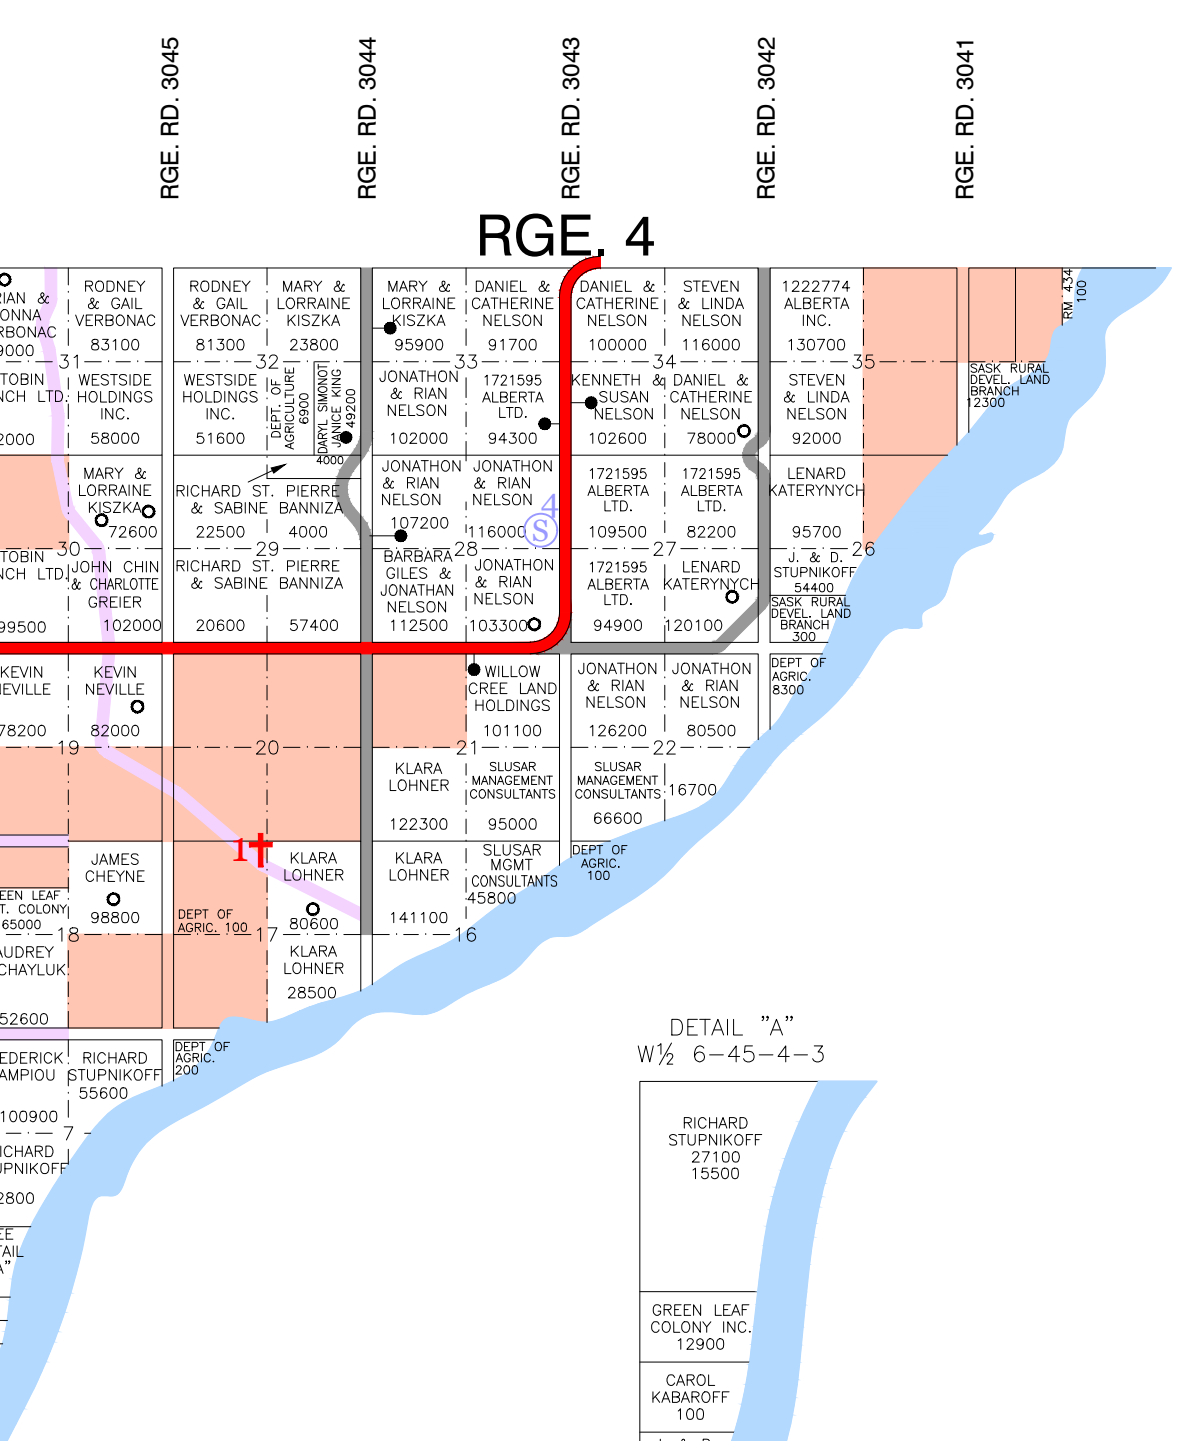 RGE. RD. 3045
RGE. RD. 3044
RGE. RD. 3043
RGE. RD. 3042
RGE. RD. 3041
RGE. 4
RODNEY
& GAIL
VERBONAC
83100
RODNEY
& GAIL
VERBONAC
81300
MARY &
LORRAINE
KISZKA
23800
MARY &
LORRAINE
KISZKA
95900
DANIEL &
CATHERINE
NELSON
91700
DANIEL &
CATHERINE
NELSON
100000
STEVEN
& LINDA
NELSON
116000
1222774
ALBERTA
INC.
130700
RM 434
100
31
32
33
34
35
TOBIN
WESTSIDE
HOLDINGS
INC.
58000
WESTSIDE
HOLDINGS
INC.
51600
DEPT. OF
AGRICULTURE
6900
DARYL SIMONOT
JANICE KING
49200
4000
JONATHON
& RIAN
NELSON
102000
1721595
ALBERTA
LTD.
94300
KENNETH &
SUSAN
NELSON
102600
DANIEL &
CATHERINE
NELSON
78000
STEVEN
& LINDA
NELSON
92000
SASK RURAL
DEVEL. LAND
BRANCH
12300
MARY &
LORRAINE
KISZKA
72600
RICHARD ST. PIERRE
& SABINE BANNIZA
22500
4000
JONATHON
& RIAN
NELSON
107200
JONATHON
& RIAN
NELSON
116000
4
S
1721595
ALBERTA
LTD.
109500
1721595
ALBERTA
LTD.
82200
LENARD
KATERYNYCH
95700
30
29
28
27
26
TOBIN
JOHN CHIN
& CHARLOTTE
GREIER
102000
RICHARD ST. PIERRE
& SABINE BANNIZA
20600
57400
BARBARA
GILES &
JONATHAN
NELSON
112500
JONATHON
& RIAN
NELSON
103300
1721595
ALBERTA
LTD.
94900
LENARD
KATERYNYCH
120100
J. & D.
STUPNIKOFF
54400
SASK RURAL
DEVEL. LAND
BRANCH
300
KEVIN
78200
KEVIN
NEVILLE
82000
WILLOW
CREE LAND
HOLDINGS
101100
JONATHON
& RIAN
NELSON
126200
JONATHON
& RIAN
NELSON
80500
DEPT OF
AGRIC.
8300
19
20
21
22
KLARA
LOHNER
122300
SLUSAR
MANAGEMENT
CONSULTANTS
95000
SLUSAR
MANAGEMENT
CONSULTANTS
66600
16700
1
JAMES
CHEYNE
98800
DEPT OF
AGRIC. 100
KLARA
LOHNER
80600
KLARA
LOHNER
141100
SLUSAR
MGMT
CONSULTANTS
45800
DEPT OF
AGRIC.
100
LEAF
COLONY
65000
18
17
16
KLARA
LOHNER
28500
52600
RICHARD
STUPNIKOFF
55600
DEPT OF
AGRIC.
200
100900
7
DETAIL "A"
W½ 6-45-4-3
RICHARD
STUPNIKOFF
27100
15500
GREEN LEAF
COLONY INC.
12900
CAROL
KABAROFF
100